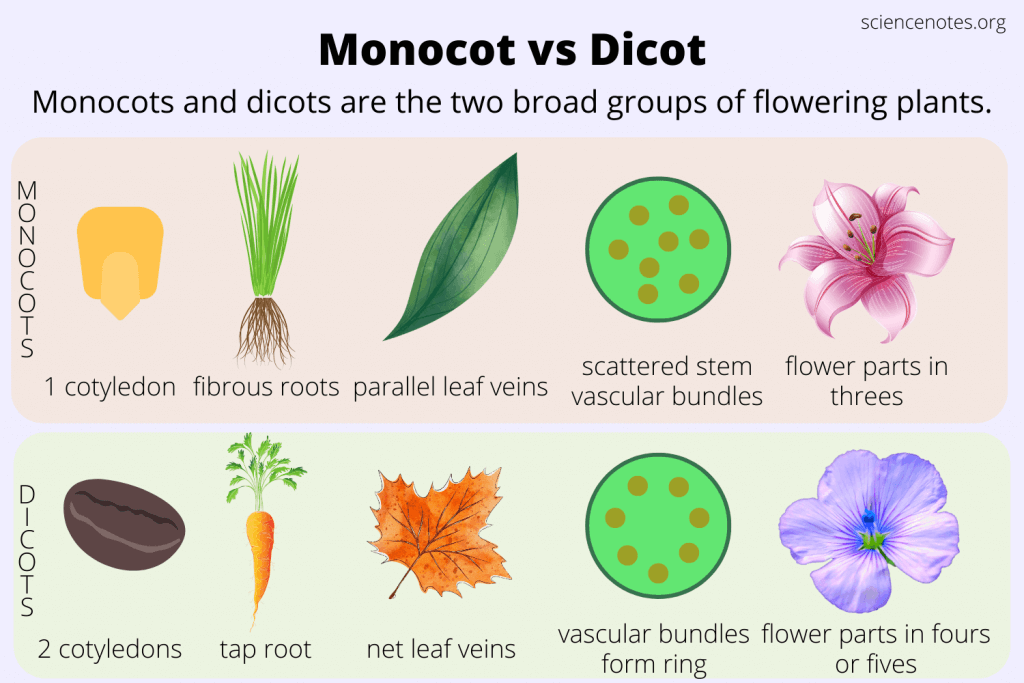 sciencenotes.org
Monocot vs Dicot
Monocots and dicots are the two broad groups of flowering plants.
MONOCOTS
1 cotyledon
fibrous roots
parallel leaf veins
scattered stem
vascular bundles
flower parts in
threes
DICOTS
2 cotyledons
tap root
net leaf veins
vascular bundles
form ring
flower parts in fours
or fives